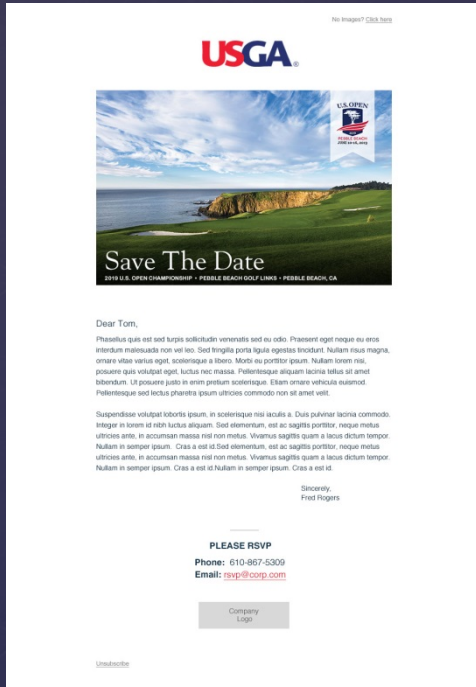 No Images? Click here
USGA®
U.S. OPEN
PEBBLE BEACH
JUNE 10-16, 2019
Save The Date
2019 U.S. OPEN CHAMPIONSHIP • PEBBLE BEACH GOLF LINKS • PEBBLE BEACH, CA
Dear Tom,
Phasellus quis est sed turpis sollicitudin venenatis sed eu odio. Praesent eget neque eu eros
interdum malesuada non vel leo. Sed fringilla porta ligula egestas tincidunt. Nullam risus magna,
ornare vitae varius eget, scelerisque a libero. Morbi eu porttitor ipsum. Nullam lorem nisi,
posuere quis volutpat eget, luctus nec massa. Pellentesque aliquam lacinia tellus sit amet
bibendum. Ut posuere justo in enim pretium scelerisque. Etiam ornare vehicula euismod.
Pellentesque sed lectus pharetra ipsum ultricies commodo non sit amet velit.
Suspendisse volutpat lobortis ipsum, in scelerisque nisi iaculis a. Duis pulvinar lacinia commodo.
Integer in lorem id nibh luctus aliquam. Sed elementum, est ac sagittis porttitor, neque metus
ultricies ante, in accumsan massa nisl non metus. Vivamus sagittis quam a lacus dictum tempor.
Nullam in semper ipsum. Cras a est id.Sed elementum, est ac sagittis porttitor, neque metus
ultricies ante, in accumsan massa nisl non metus. Vivamus sagittis quam a lacus dictum tempor.
Nullam in semper ipsum. Cras a est id.Nullam in semper ipsum. Cras a est id.
Sincerely,
Fred Rogers
PLEASE RSVP
Phone: 610-867-5309
Email: rsvp@corp.com
Company
Logo
Unsubscribe